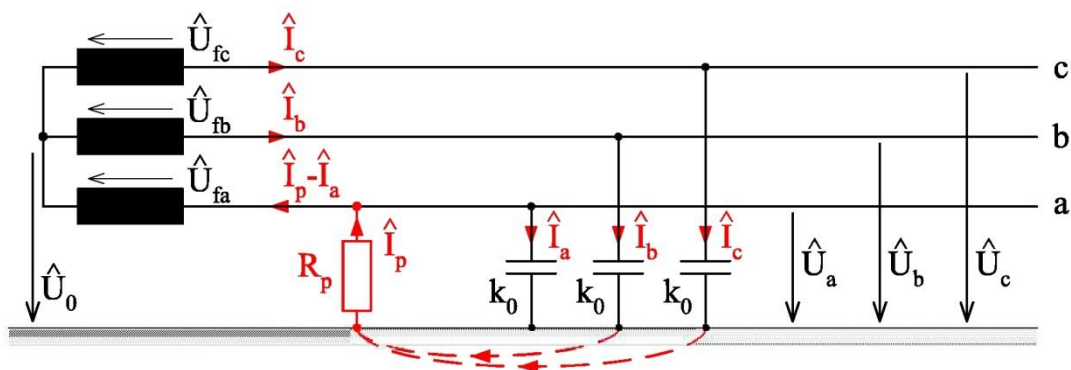 Û_fc Î_c c
Û_fb Î_b b
Û_fa Î_p-Î_a a
Û_0 R_p Î_p k_0 Î_a k_0 Î_b k_0 Î_c Û_a Û_b Û_c